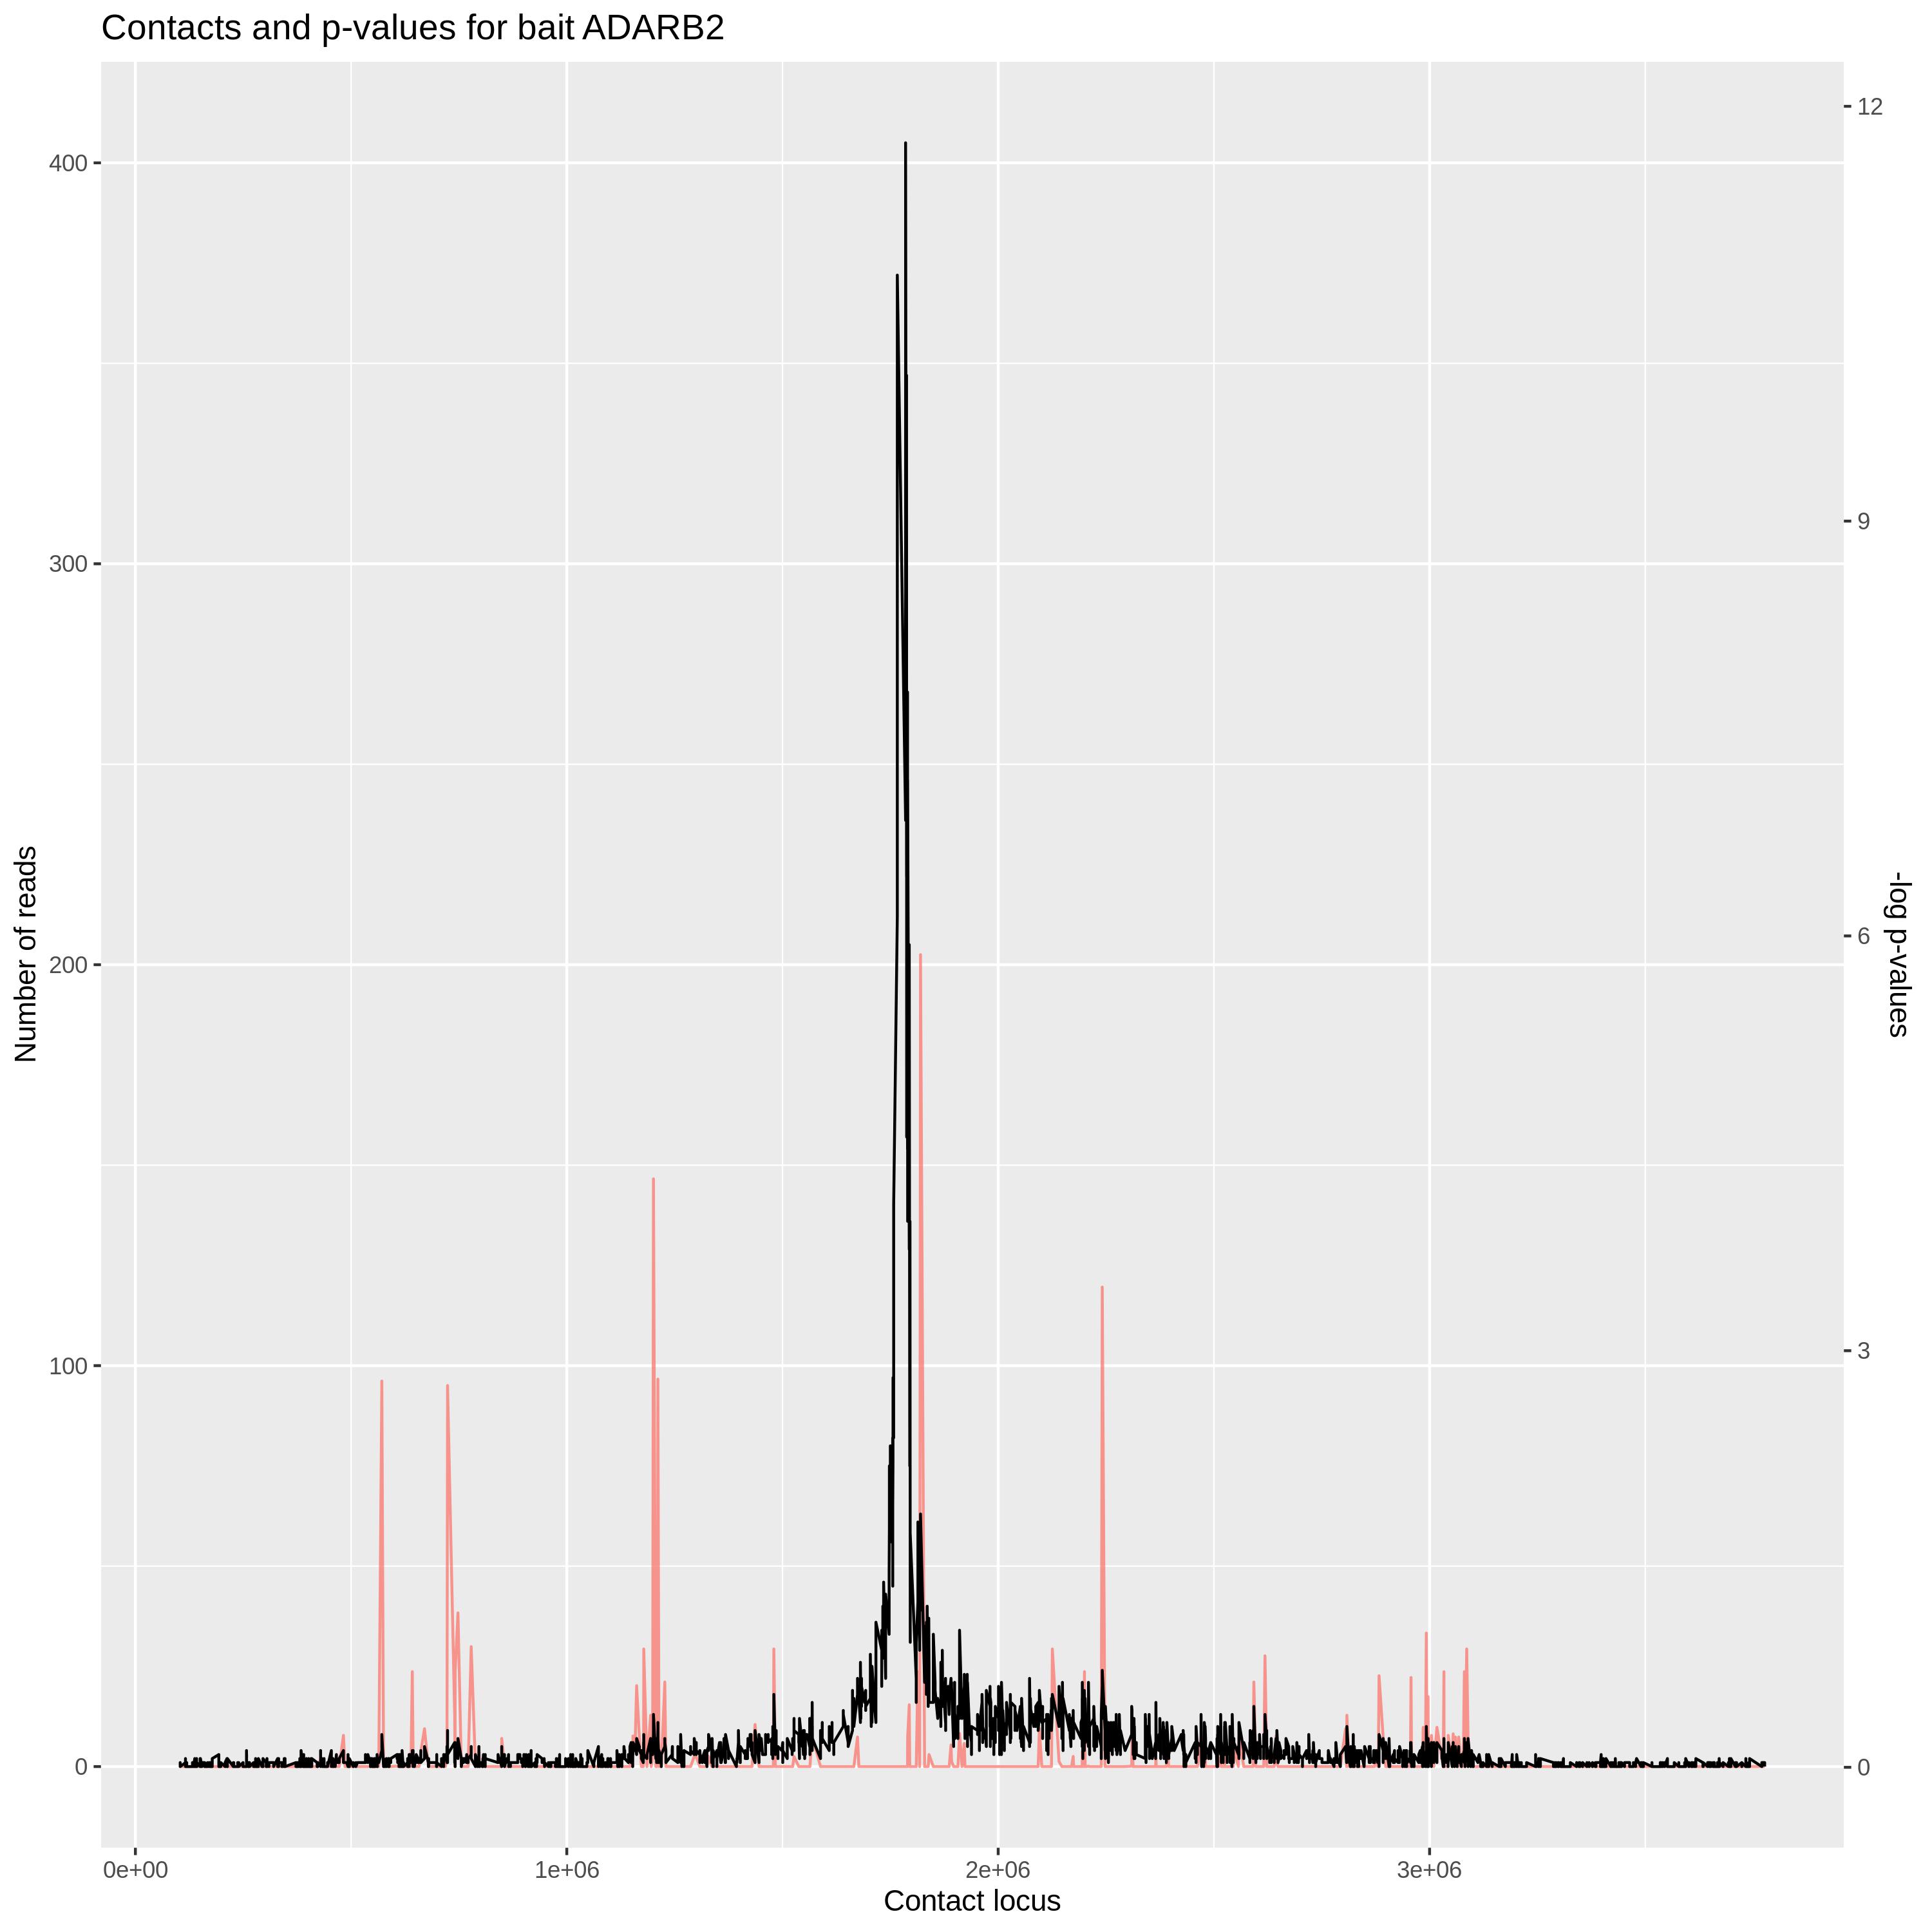 Contacts and p-values for bait ADARB2
Number of reads
400
300
200
100
0
12
9
6
3
0
-log p-values
0e+00
1e+06
2e+06
3e+06
Contact locus